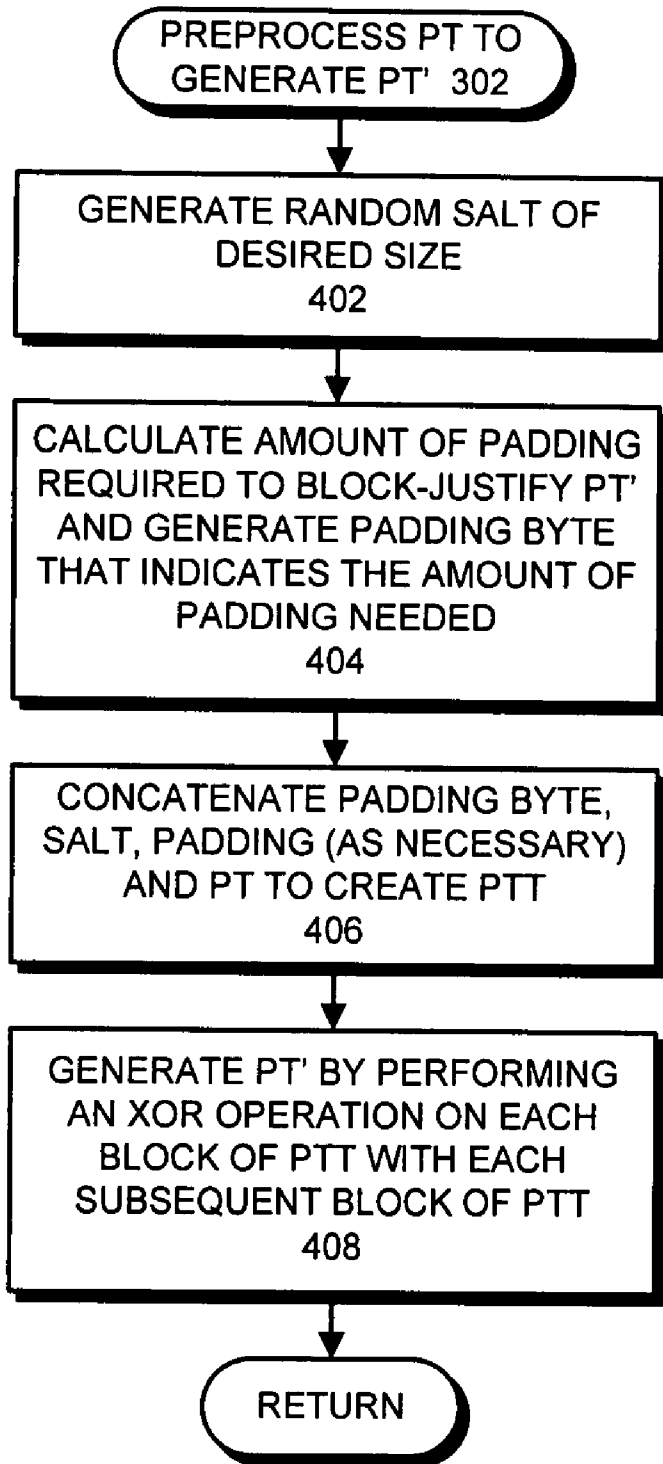 PREPROCESS PT TO
GENERATE PT' 302
GENERATE RANDOM SALT OF
DESIRED SIZE
402
CALCULATE AMOUNT OF PADDING
REQUIRED TO BLOCK-JUSTIFY PT'
AND GENERATE PADDING BYTE
THAT INDICATES THE AMOUNT OF
PADDING NEEDED
404
CONCATENATE PADDING BYTE,
SALT, PADDING (AS NECESSARY)
AND PT TO CREATE PTT
406
GENERATE PT' BY PERFORMING
AN XOR OPERATION ON EACH
BLOCK OF PTT WITH EACH
SUBSEQUENT BLOCK OF PTT
408
RETURN